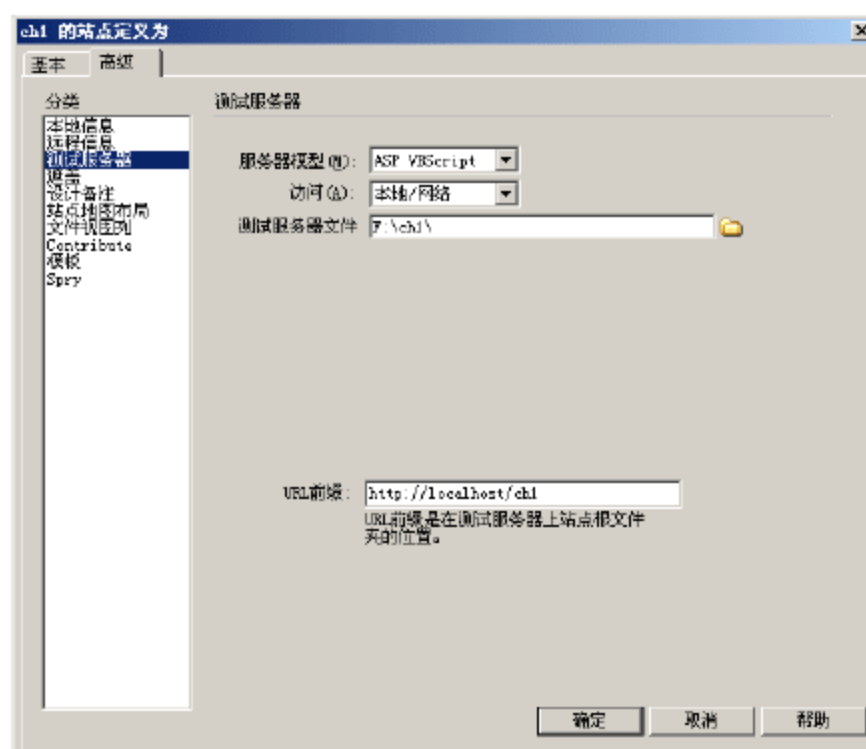 ch1 的站点定义为
基本 高级
分类
本地信息
远程信息
测试服务器
遮盖
设计备注
站点地图布局
文件视图列
Contribute
模板
Spry
测试服务器
服务器模型(M): ASP VBScript
访问(A): 本地/网络
测试服务器文件 F:\ch1\
URL前缀: http://localhost/ch1
URL前缀是在测试服务器上站点根文件
夹的位置。
确定 取消 帮助